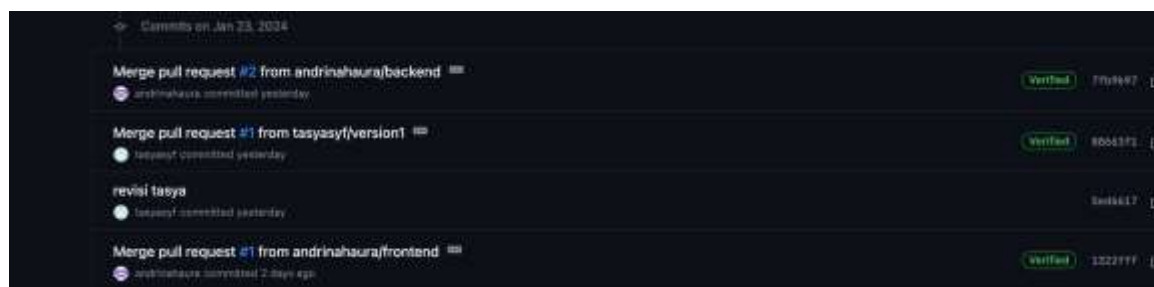 Commits on Jan 23, 2024
Merge pull request #2 from andrinahaura/backend
Verified
andrinahaura committed yesterday
Merge pull request #1 from tasyasyf/version1
Verified
tasyasyf committed yesterday
revisi tasya
tasyasyf committed yesterday
Merge pull request #1 from andrinahaura/frontend
Verified
andrinahaura committed 2 days ago